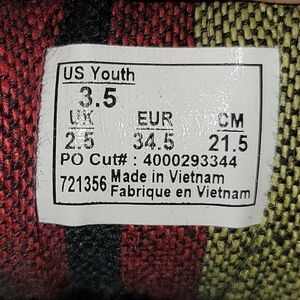 US Youth
3.5
UK EUR CM
2.5 34.5 21.5
PO Cut# : 4000293344
721356 Made in Vietnam
Fabrique en Vietnam